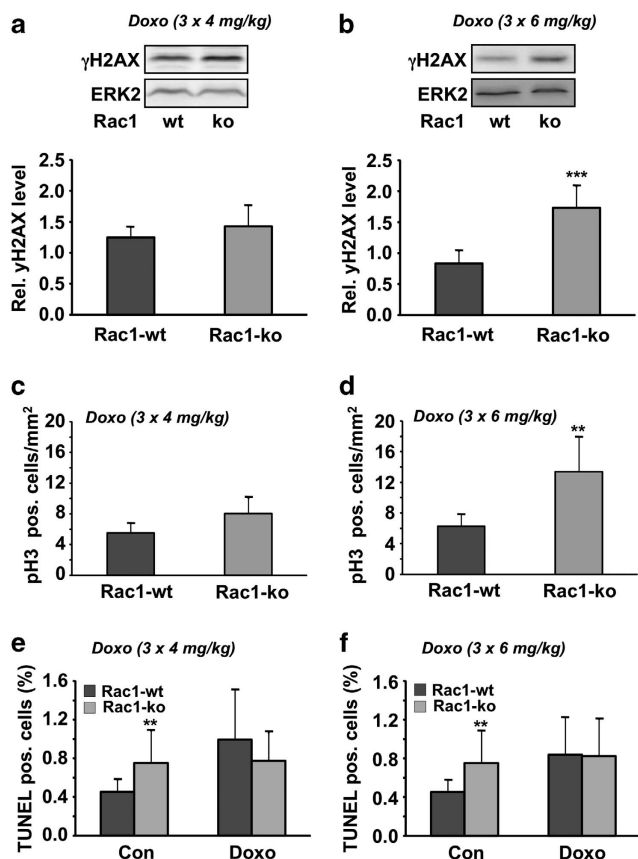 a
Doxo (3 x 4 mg/kg)
γH2AX
ERK2
Rac1 wt ko
Rel. yH2AX level
2.5
2.0
1.5
1.0
0.5
0.0
Rac1-wt Rac1-ko
b
Doxo (3 x 6 mg/kg)
γH2AX
ERK2
Rac1 wt ko
Rel. yH2AX level
2.5
2.0
1.5
1.0
0.5
0.0
***
Rac1-wt Rac1-ko
c
Doxo (3 x 4 mg/kg)
pH3 pos. cells/mm²
20
16
12
8
4
0
Rac1-wt Rac1-ko
d
Doxo (3 x 6 mg/kg)
pH3 pos. cells/mm²
20
16
12
8
4
0
**
Rac1-wt Rac1-ko
e
Doxo (3 x 4 mg/kg)
TUNEL pos. cells (%)
1.6
1.2
0.8
0.4
0.0
Rac1-wt
Rac1-ko
**
Con Doxo
f
Doxo (3 x 6 mg/kg)
TUNEL pos. cells (%)
1.6
1.2
0.8
0.4
0.0
Rac1-wt
Rac1-ko
**
Con Doxo